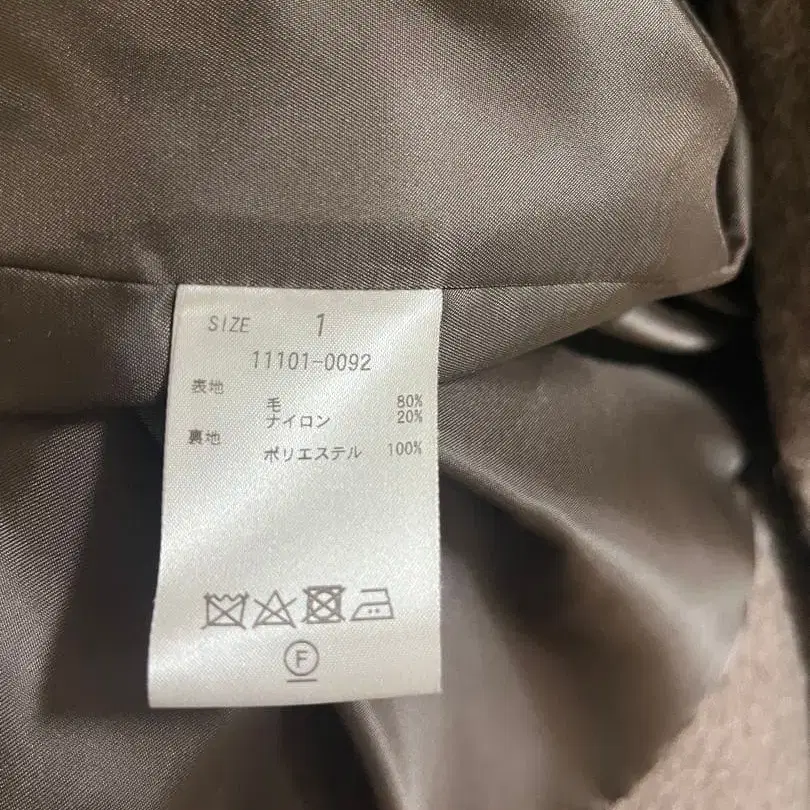 SIZE 1
11101-0092
表地
毛 80%
ナイロン 20%
裏地
ポリエステル 100%
F